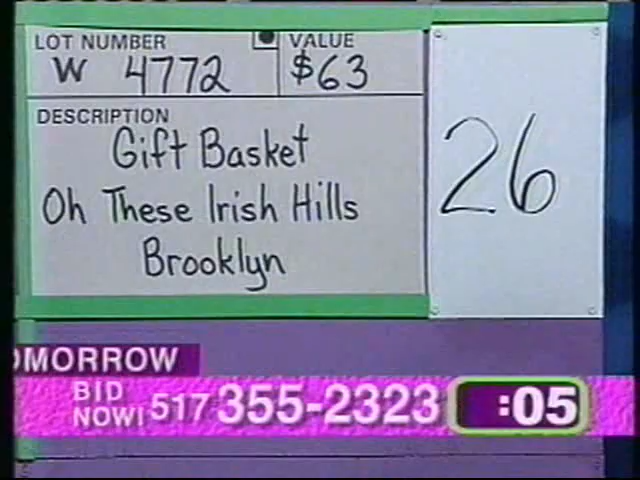 LOT NUMBER
W 4772
VALUE
$63
DESCRIPTION
Gift Basket
Oh These Irish Hills
Brooklyn
26
OMORROW
BID NOW! 517 355-2323 :05